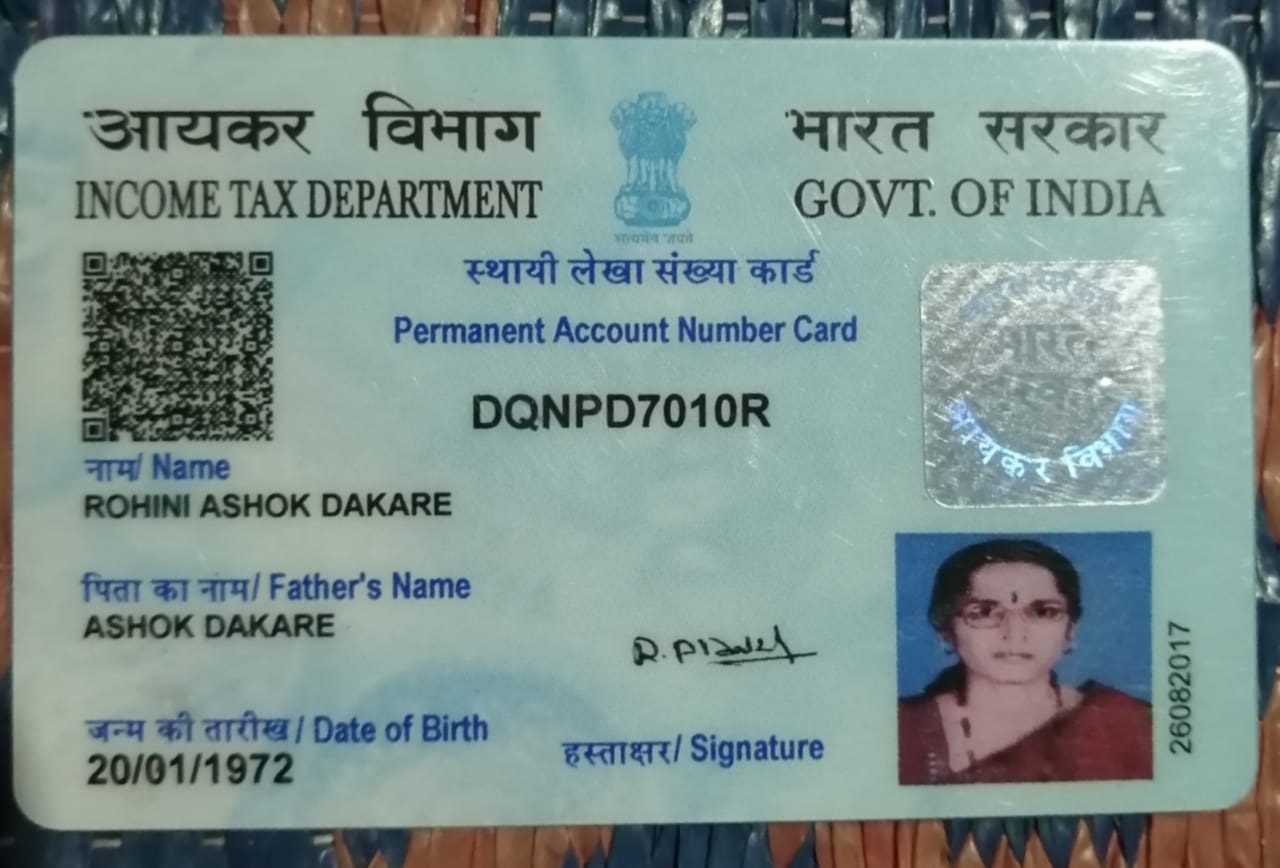 आयकर विभाग
INCOME TAX DEPARTMENT
सत्यमेव जयते
भारत सरकार
GOVT. OF INDIA
स्थायी लेखा संख्या कार्ड
Permanent Account Number Card
DQNPD7010R
भारत
आयकर विभाग
नाम/ Name
ROHINI ASHOK DAKARE
पिता का नाम/ Father's Name
ASHOK DAKARE
जन्म की तारीख/ Date of Birth
20/01/1972
हस्ताक्षर/ Signature
26082017